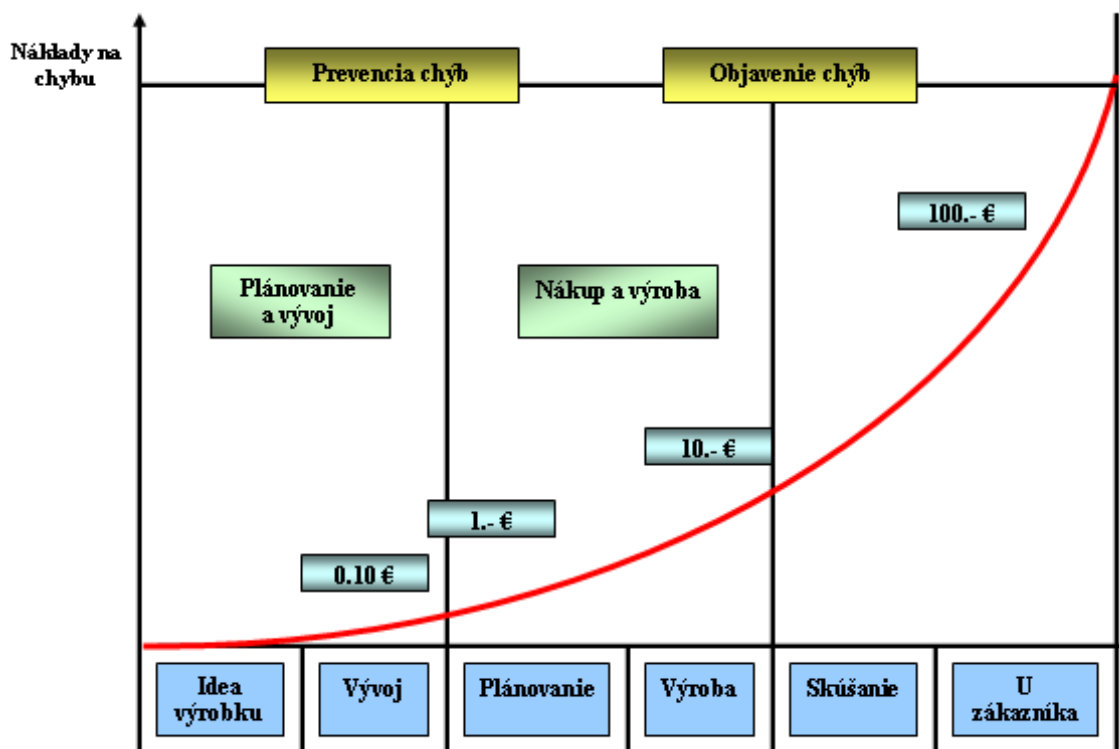 Náklady na
chybu
Prevencia chýb
Objavenie chýb
100.- €
Plánovanie
a vývoj
Nákup a výroba
10.- €
1.- €
0.10 €
Idea
výrobku
Vývoj
Plánovanie
Výroba
Skúšanie
U
zákazníka